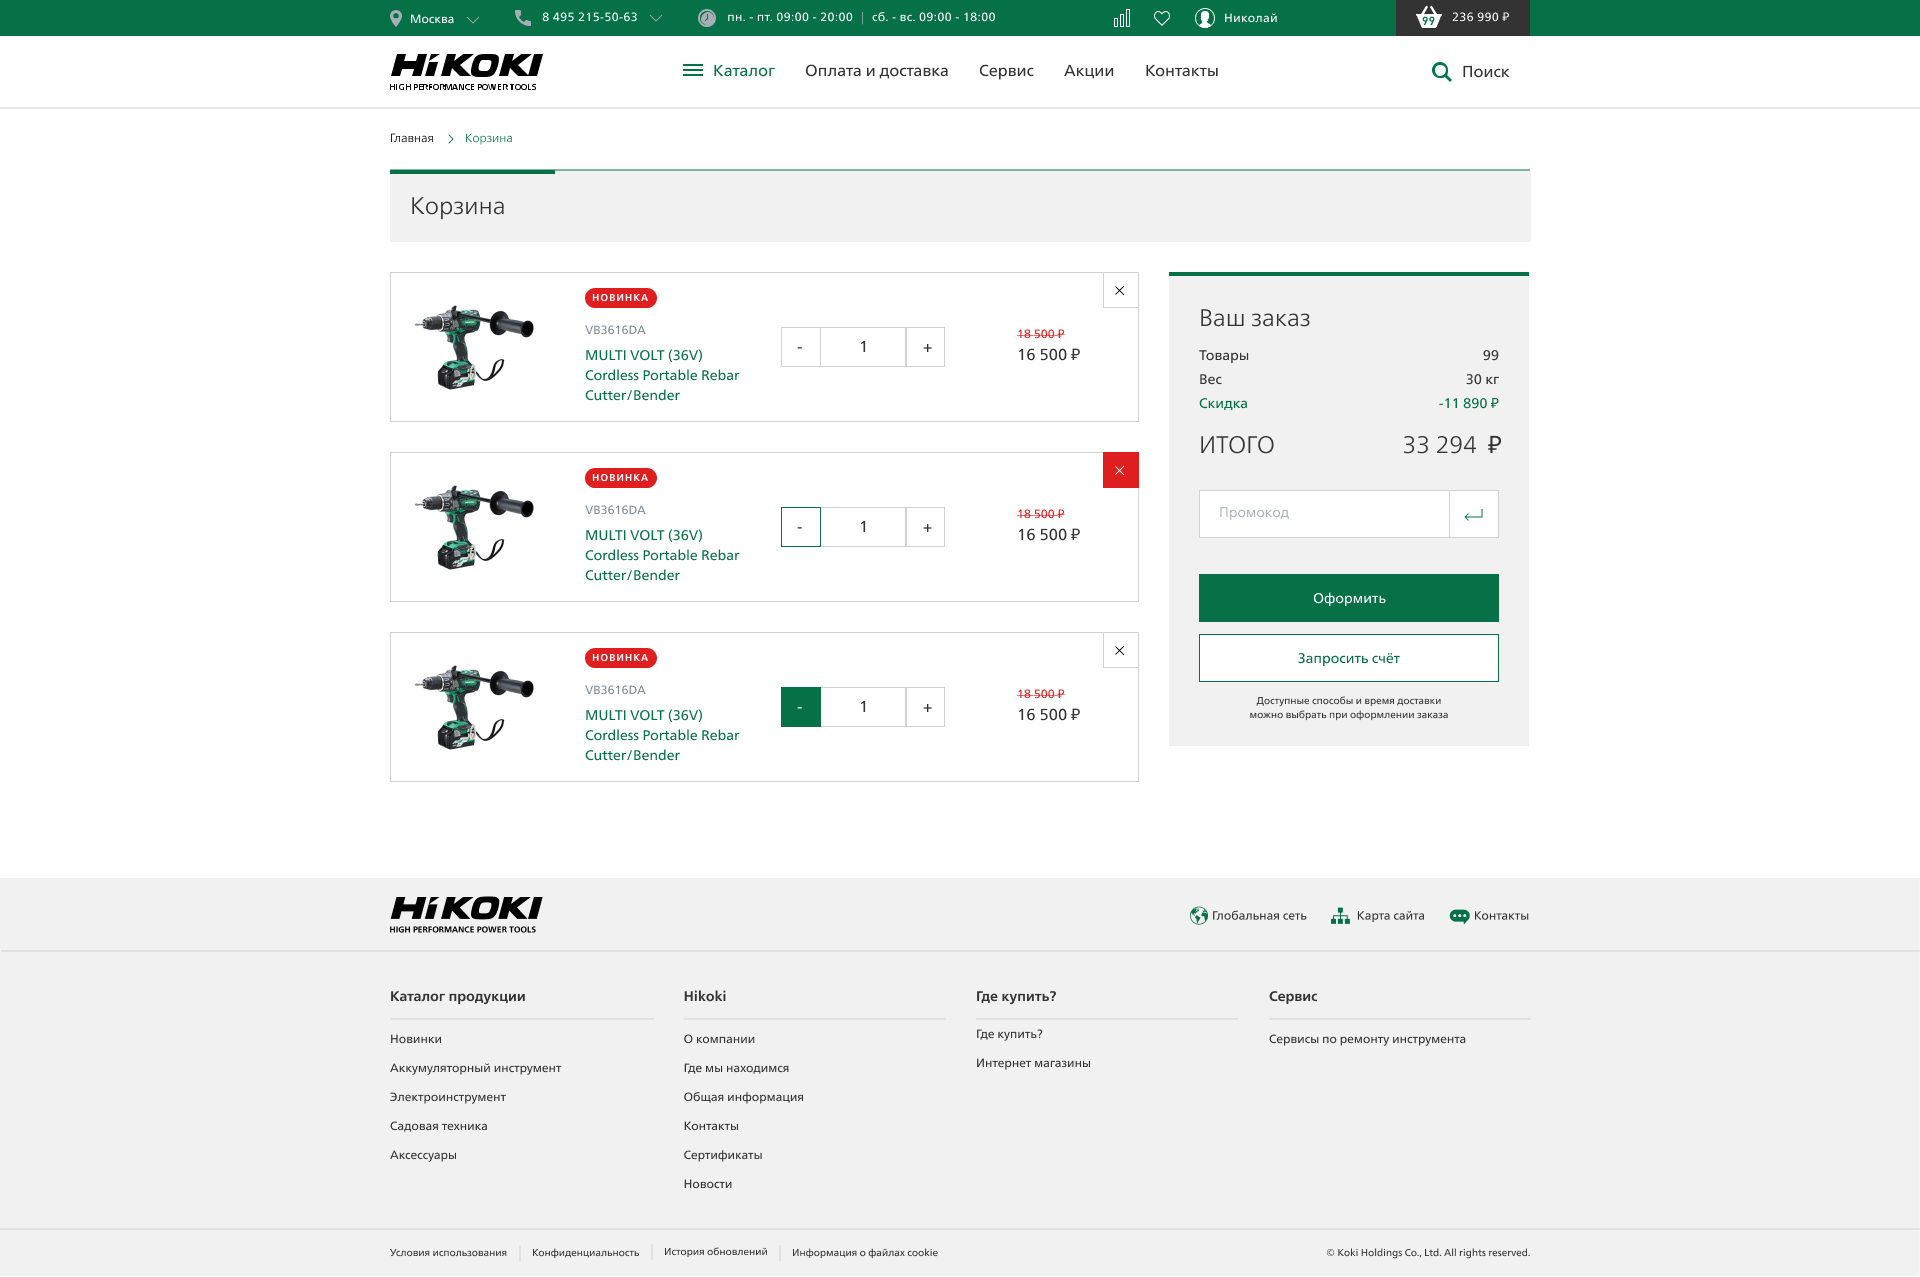 Москва
8 495 215-50-63
пн. - пт. 09:00 - 20:00 | сб. - вс. 09:00 - 18:00
Николай
99
236 990 ₽
HiKOKI
HIGH PERFORMANCE POWER TOOLS
Каталог
Оплата и доставка
Сервис
Акции
Контакты
Поиск
Главная
Корзина
Корзина
НОВИНКА
VB3616DA
MULTI VOLT (36V)
Cordless Portable Rebar
Cutter/Bender
- 1 +
18 500 ₽
16 500 ₽
НОВИНКА
VB3616DA
MULTI VOLT (36V)
Cordless Portable Rebar
Cutter/Bender
- 1 +
18 500 ₽
16 500 ₽
НОВИНКА
VB3616DA
MULTI VOLT (36V)
Cordless Portable Rebar
Cutter/Bender
- 1 +
18 500 ₽
16 500 ₽
Ваш заказ
Товары 99
Вес 30 кг
Скидка -11 890 ₽
ИТОГО 33 294 ₽
Промокод
Оформить
Запросить счёт
Доступные способы и время доставки
можно выбрать при оформлении заказа
HiKOKI
HIGH PERFORMANCE POWER TOOLS
Глобальная сеть
Карта сайта
Контакты
Каталог продукции
Новинки
Аккумуляторный инструмент
Электроинструмент
Садовая техника
Аксессуары
Hikoki
О компании
Где мы находимся
Общая информация
Контакты
Сертификаты
Новости
Где купить?
Где купить?
Интернет магазины
Сервис
Сервисы по ремонту инструмента
Условия использования
Конфиденциальность
История обновлений
Информация о файлах cookie
© Koki Holdings Co., Ltd. All rights reserved.